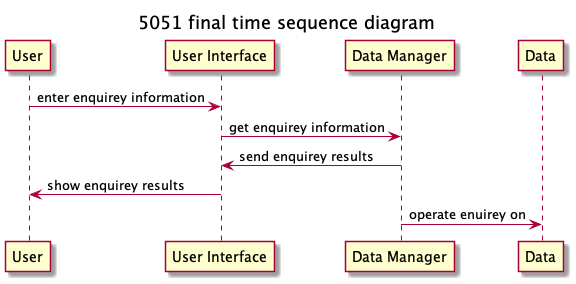 5051 final time sequence diagram
User
User Interface
Data Manager
Data
enter enquirey information
get enquirey information
send enquirey results
show enquirey results
operate enuirey on
User
User Interface
Data Manager
Data